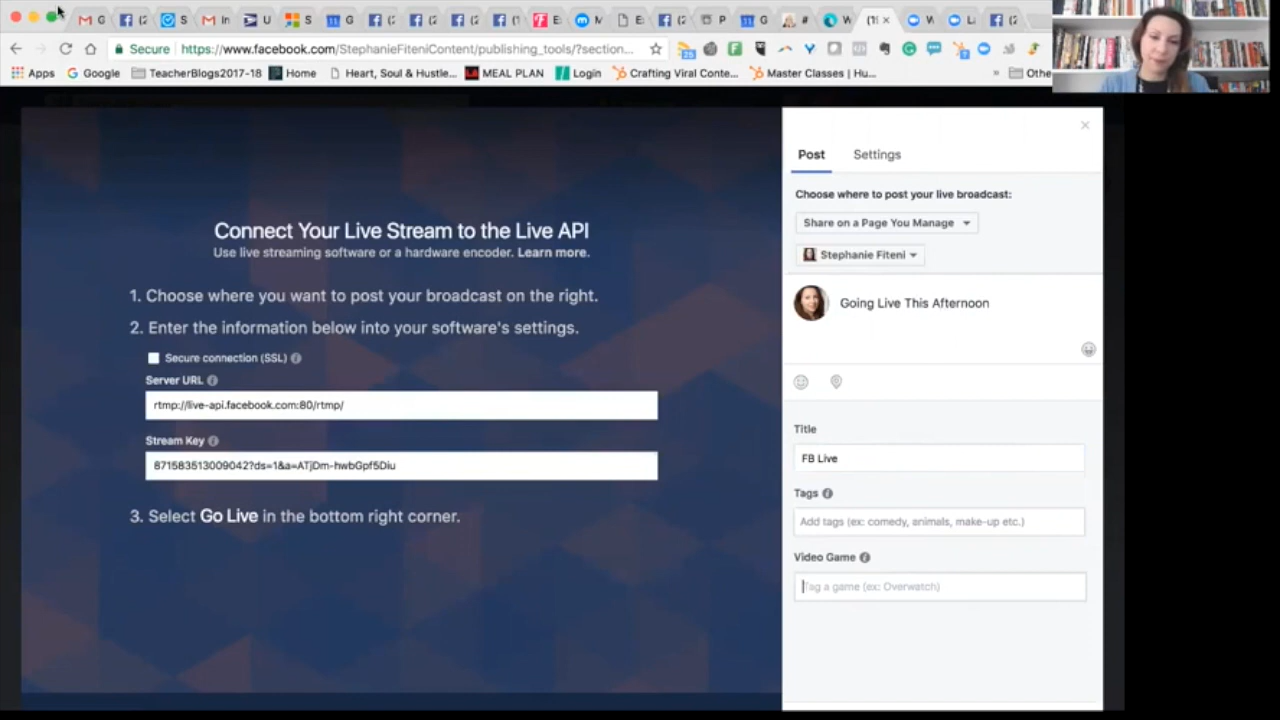 Secure
https://www.facebook.com/StephanieFiteniContent/publishing_tools/?section...
Apps
Google
TeacherBlogs2017-18
Home
Heart, Soul & Hustle...
MEAL PLAN
Login
Crafting Viral Conte...
Master Classes | Hu...
»
Othe
Post
Settings
Choose where to post your live broadcast:
Share on a Page You Manage
Stephanie Fiteni
Going Live This Afternoon
Connect Your Live Stream to the Live API
Use live streaming software or a hardware encoder. Learn more.
1. Choose where you want to post your broadcast on the right.
2. Enter the information below into your software's settings.
Secure connection (SSL)
Server URL
rtmp://live-api.facebook.com:80/rtmp/
Stream Key
871583513009042?ds=1&a=ATjDm-hwbGpf5Diu
3. Select Go Live in the bottom right corner.
Title
FB Live
Tags
Add tags (ex: comedy, animals, make-up etc.)
Video Game
Tag a game (ex: Overwatch)